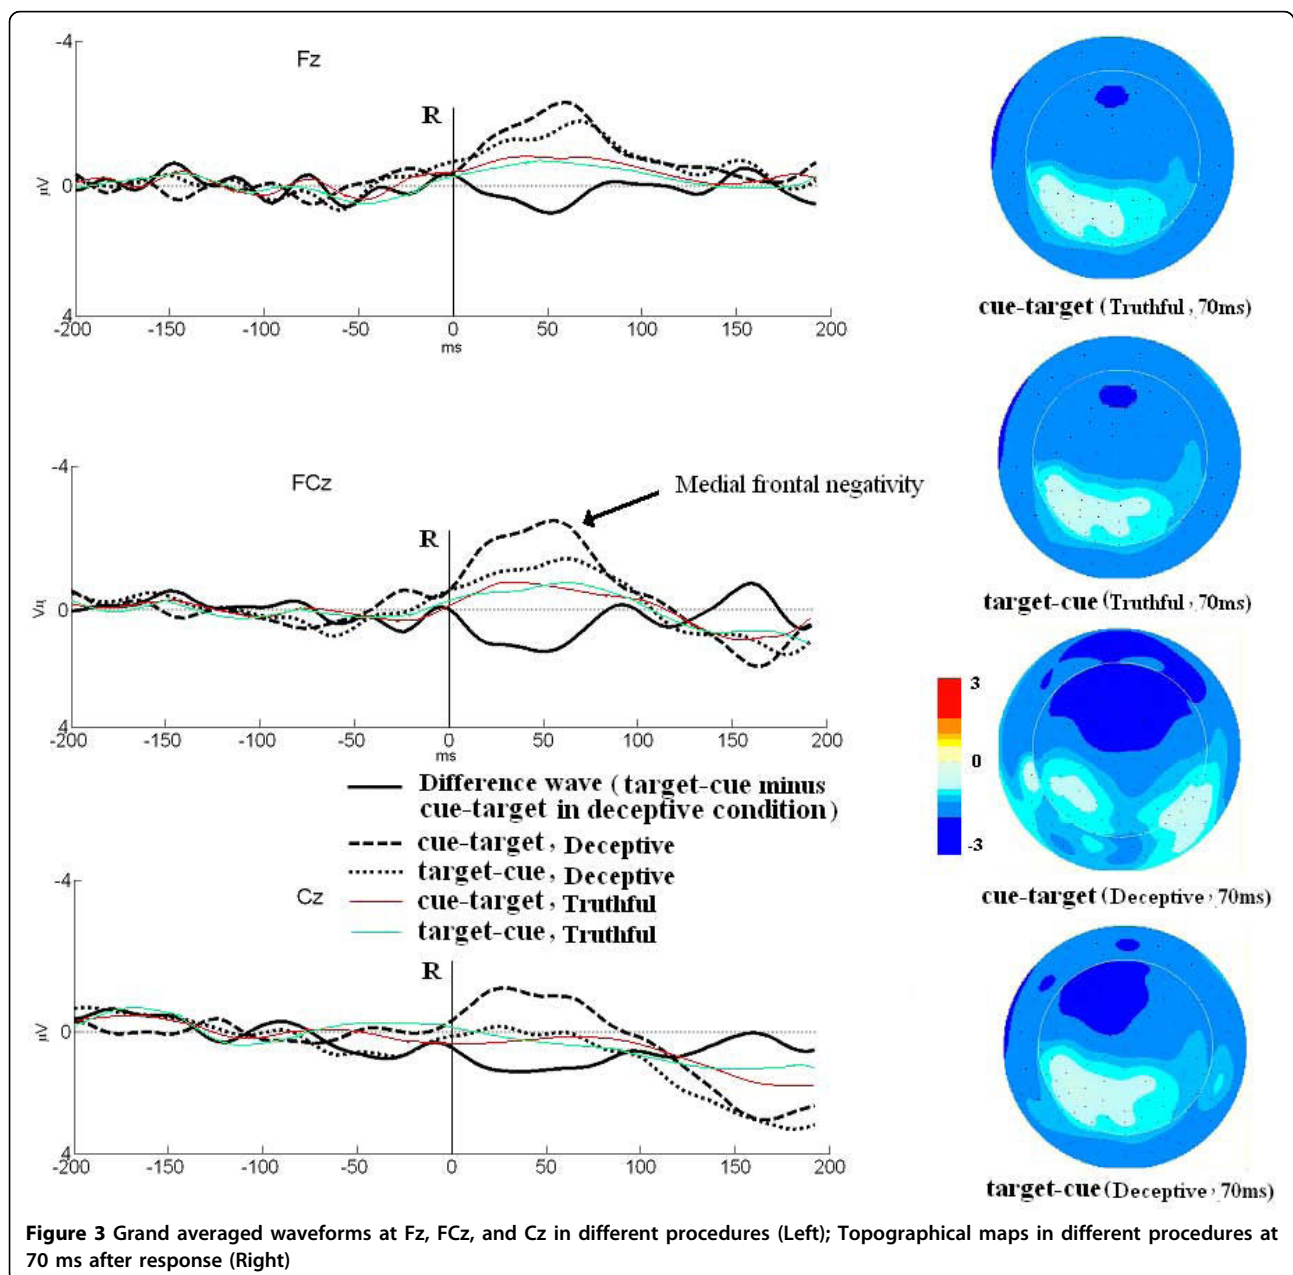 -4
Fz
R
μV
0
4
-200 -150 -100 -50 0 50 100 150 200
ms
cue-target (Truthful, 70ms)
-4
FCz
Medial frontal negativity
R
μV
0
4
-200 -150 -100 -50 0 50 100 150 200
ms
target-cue (Truthful, 70ms)
3
0
-3
cue-target (Deceptive, 70ms)
Difference wave (target-cue minus
cue-target in deceptive condition)
cue-target, Deceptive
target-cue, Deceptive
cue-target, Truthful
target-cue, Truthful
-4
Cz
R
μV
0
4
-200 -150 -100 -50 0 50 100 150 200
target-cue (Deceptive, 70ms)
Figure 3 Grand averaged waveforms at Fz, FCz, and Cz in different procedures (Left); Topographical maps in different procedures at
70 ms after response (Right)